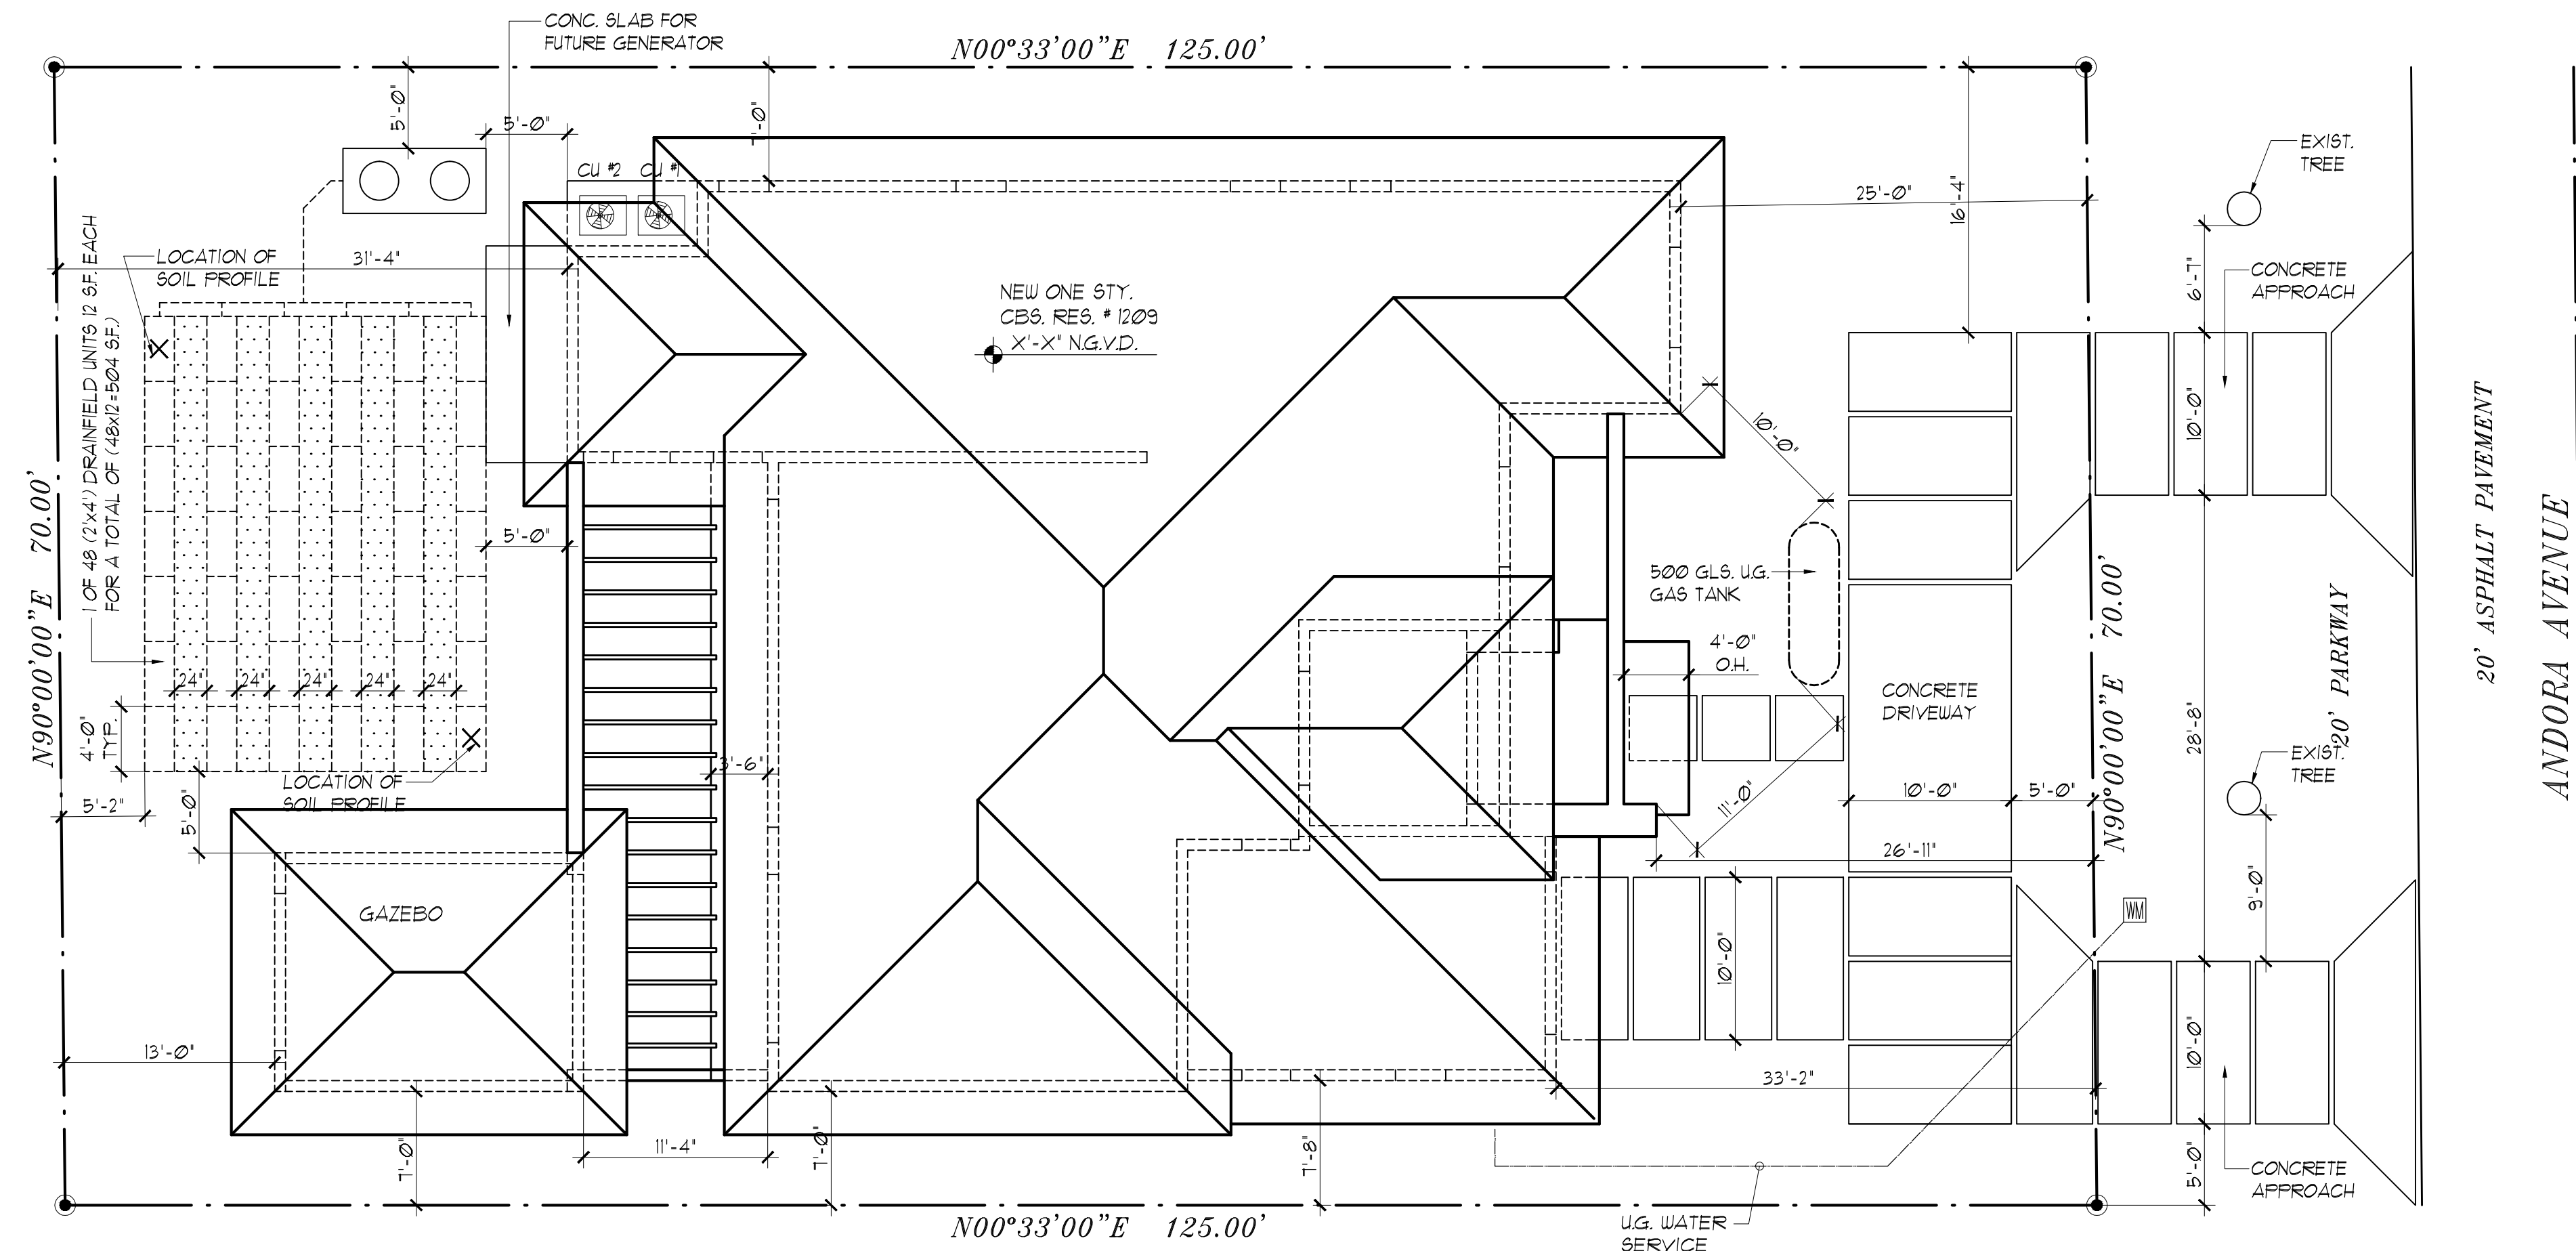 CONC. SLAB FOR
FUTURE GENERATOR
N00°33'00"E 125.00'
5'-0"
5'-0"
7'-0"
CU #2 CU #1
EXIST.
TREE
25'-0"
16'-4"
LOCATION OF
SOIL PROFILE
31'-4"
1 OF 48 (2'x4') DRAINFIELD UNITS 12 S.F. EACH
FOR A TOTAL OF (48x12=504 S.F.)
NEW ONE STY.
CBS. RES. # 1209
X'-X" N.G.V.D.
6'-7"
CONCRETE
APPROACH
10'-0"
10'-0"
N90°00'00"E 70.00'
5'-0"
500 GLS. U.G.
GAS TANK
4'-0"
O.H.
N90°00'00"E 70.00'
20' PARKWAY
20' ASPHALT PAVEMENT
ANDORA AVENUE
24"
24"
24"
24"
24"
CONCRETE
DRIVEWAY
28'-8"
4'-0"
TYP.
3'-6"
EXIST.
TREE
LOCATION OF
SOIL PROFILE
5'-2"
5'-0"
11'-0"
10'-0"
5'-0"
26'-11"
9'-0"
GAZEBO
WM
10'-0"
13'-0"
33'-2"
10'-0"
7'-0"
11'-4"
7'-0"
7'-8"
5'-0"
CONCRETE
APPROACH
N00°33'00"E 125.00'
U.G. WATER
SERVICE